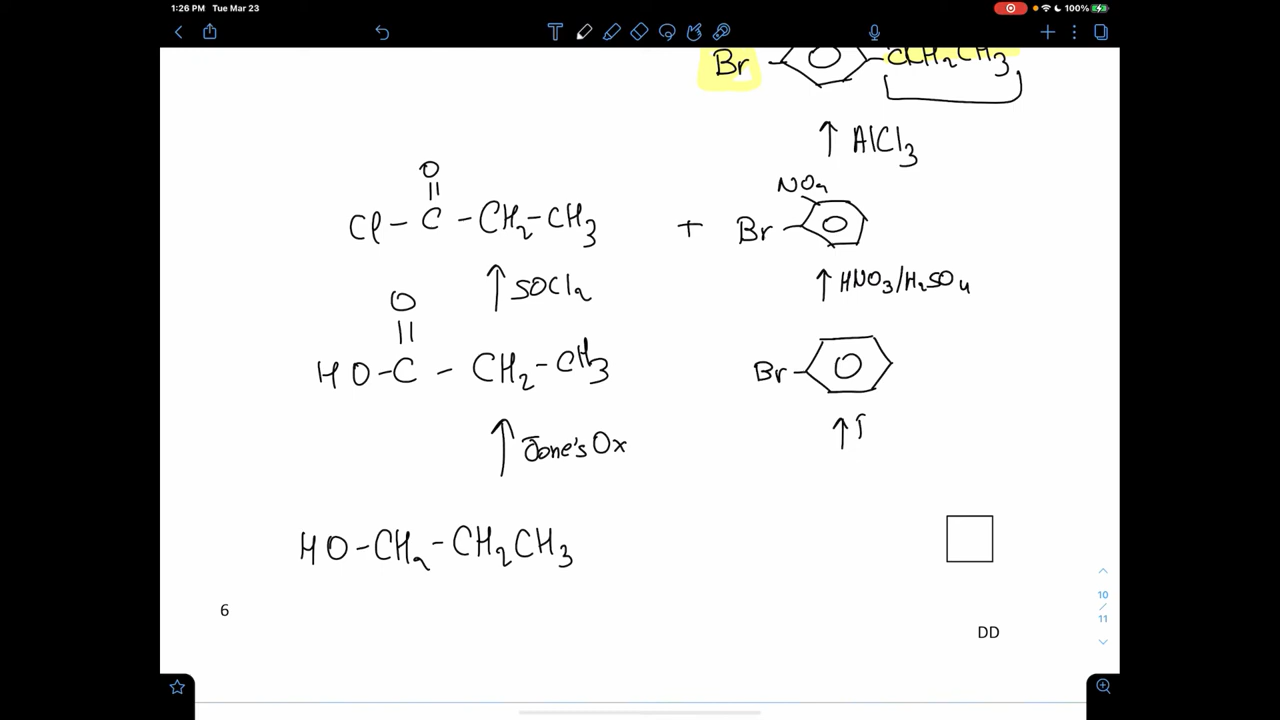 1:26 PM Tue Mar 23
100%
Br
CH₂CH₃
↑ AlCl₃
O
||
Cl – C – CH₂–CH₃
+
NO₂
Br
↑ SOCl₂
↑ HNO₃/H₂SO₄
O
||
HO–C – CH₂–CH₃
Br
↑ Jone's Ox
↑
HO–CH₂–CH₂CH₃
6
10
/
11
DD